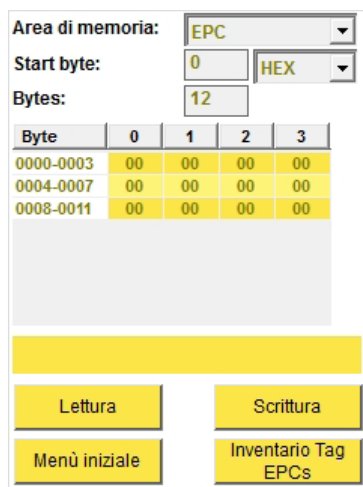 Area di memoria: EPC
Start byte: 0 HEX
Bytes: 12
Byte 0 1 2 3
0000-0003 00 00 00 00
0004-0007 00 00 00 00
0008-0011 00 00 00 00
Lettura Scrittura
Menù iniziale Inventario Tag
EPCs